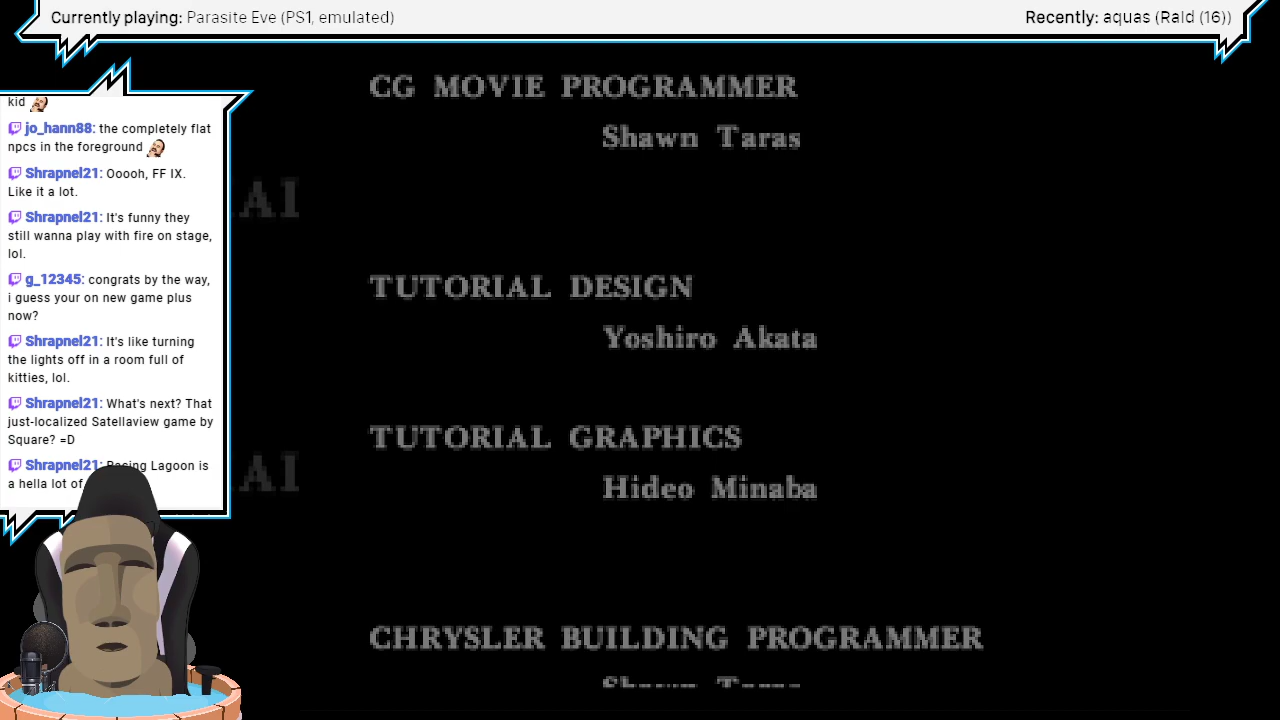 Currently playing: Parasite Eve (PS1, emulated)
Recently: aquas (Raid (16))
kid
jo_hann88: the completely flat
npcs in the foreground
Shrapnel21: Ooooh, FF IX.
Like it a lot.
Shrapnel21: It's funny they
still wanna play with fire on stage,
lol.
g_12345: congrats by the way,
i guess your on new game plus
now?
Shrapnel21: It's like turning
the lights off in a room full of
kitties, lol.
Shrapnel21: What's next? That
just-localized Satellaview game by
Square? =D
Shrapnel21: Racing Lagoon is
a hella lot of
AI
AI
CG MOVIE PROGRAMMER
Shawn Taras
TUTORIAL DESIGN
Yoshiro Akata
TUTORIAL GRAPHICS
Hideo Minaba
CHRYSLER BUILDING PROGRAMMER